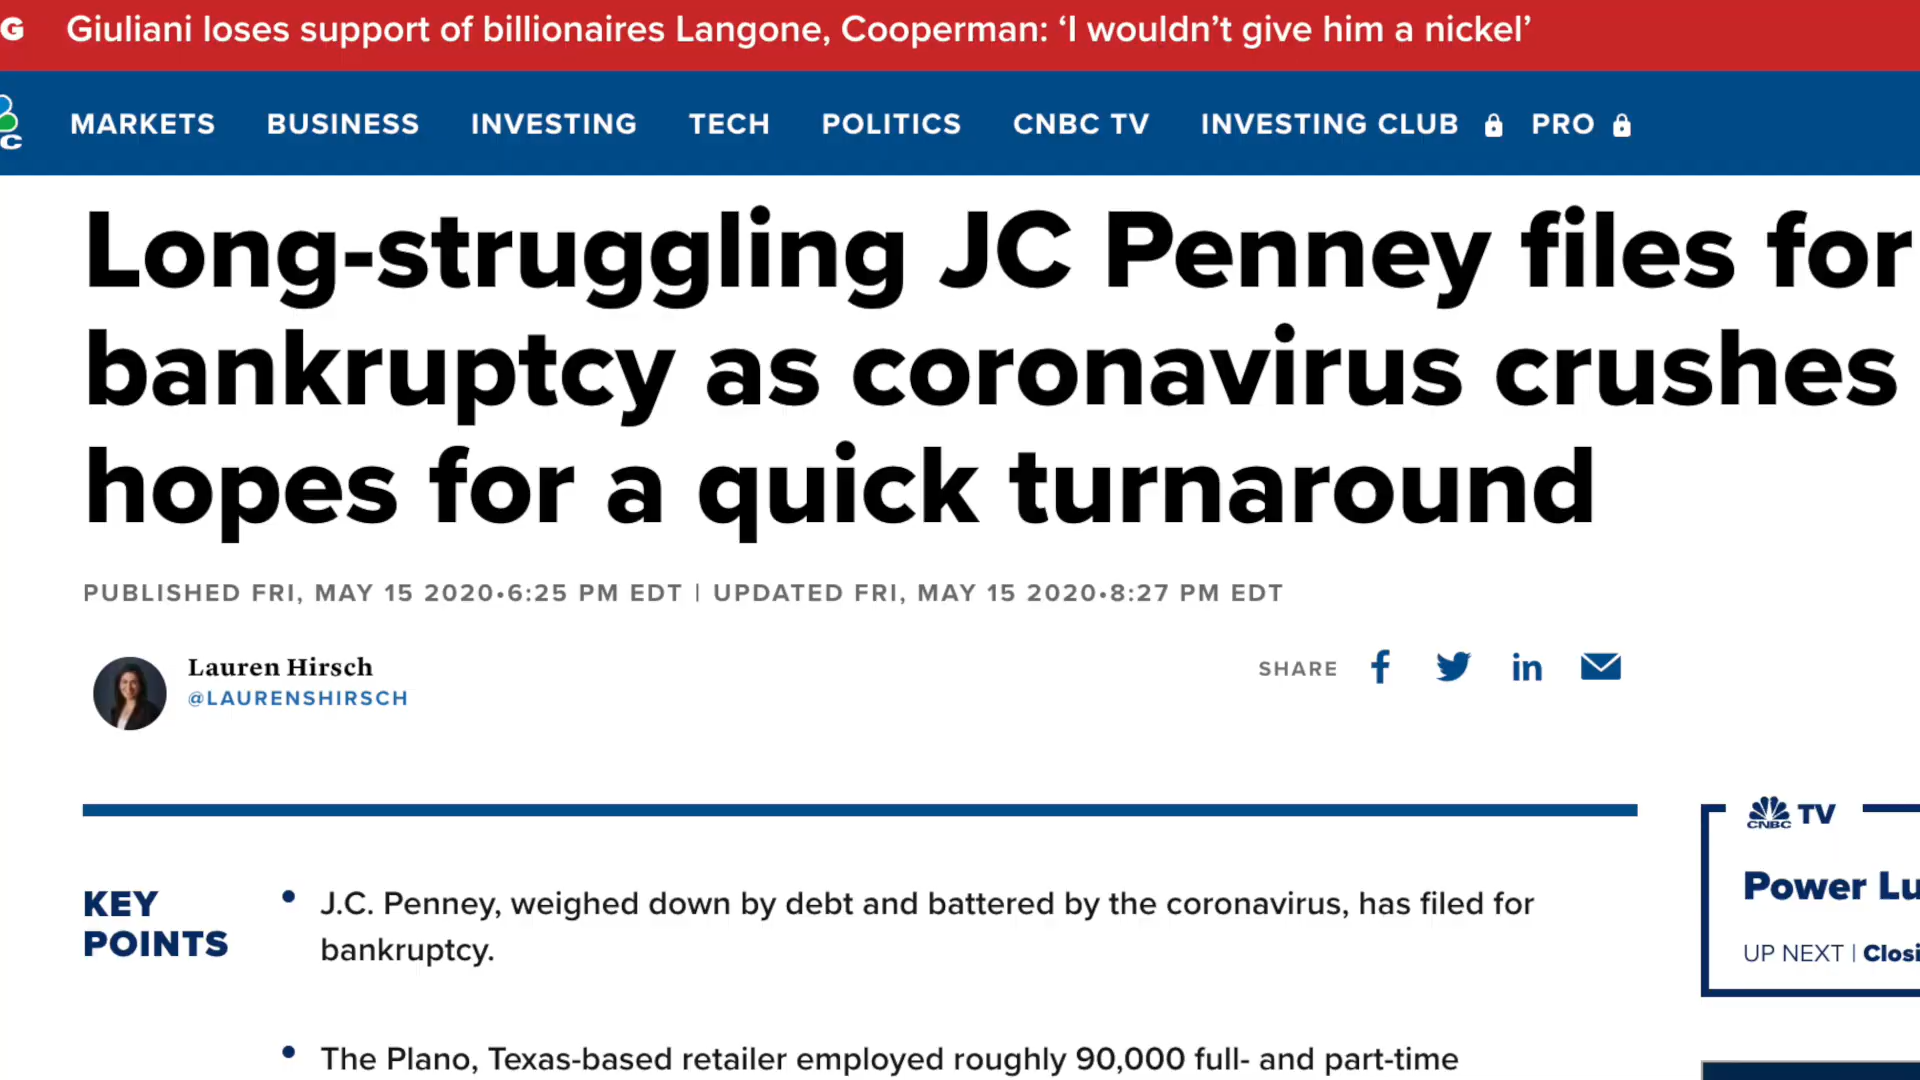 G Giuliani loses support of billionaires Langone, Cooperman: ‘I wouldn’t give him a nickel’
C MARKETS BUSINESS INVESTING TECH POLITICS CNBC TV INVESTING CLUB PRO
Long-struggling JC Penney files for
bankruptcy as coronavirus crushes
hopes for a quick turnaround
PUBLISHED FRI, MAY 15 2020•6:25 PM EDT | UPDATED FRI, MAY 15 2020•8:27 PM EDT
Lauren Hirsch
@LAURENSHIRSCH
SHARE
KEY
POINTS
• J.C. Penney, weighed down by debt and battered by the coronavirus, has filed for
bankruptcy.
• The Plano, Texas-based retailer employed roughly 90,000 full- and part-time
CNBC TV
Power Lu
UP NEXT | Closi